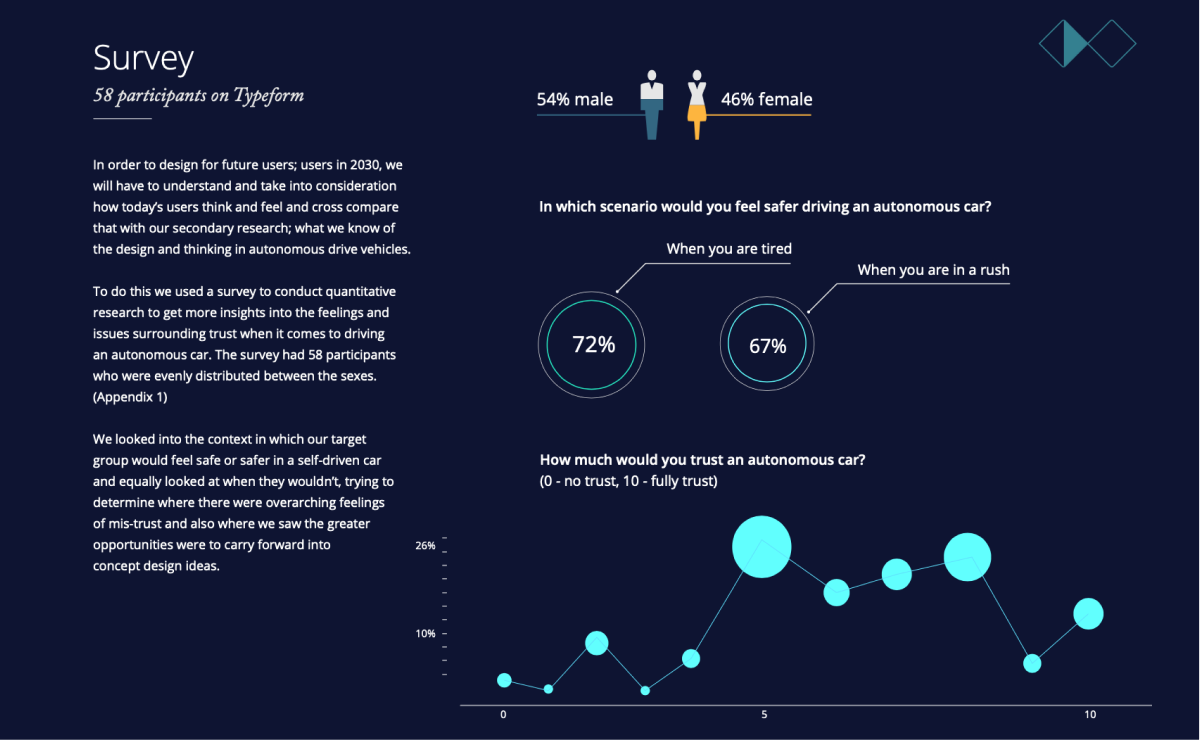 Survey
58 participants on Typeform
In order to design for future users; users in 2030, we
will have to understand and take into consideration
how today's users think and feel and cross compare
that with our secondary research; what we know of
the design and thinking in autonomous drive vehicles.
To do this we used a survey to conduct quantitative
research to get more insights into the feelings and
issues surrounding trust when it comes to driving
an autonomous car. The survey had 58 participants
who were evenly distributed between the sexes.
(Appendix 1)
We looked into the context in which our target
group would feel safe or safer in a self-driven car
and equally looked at when they wouldn't, trying to
determine where there were overarching feelings
of mis-trust and also where we saw the greater
opportunities were to carry forward into
concept design ideas.
54% male
46% female
In which scenario would you feel safer driving an autonomous car?
When you are tired
When you are in a rush
72%
67%
How much would you trust an autonomous car?
(0 - no trust, 10 - fully trust)
26%
10%
0
5
10